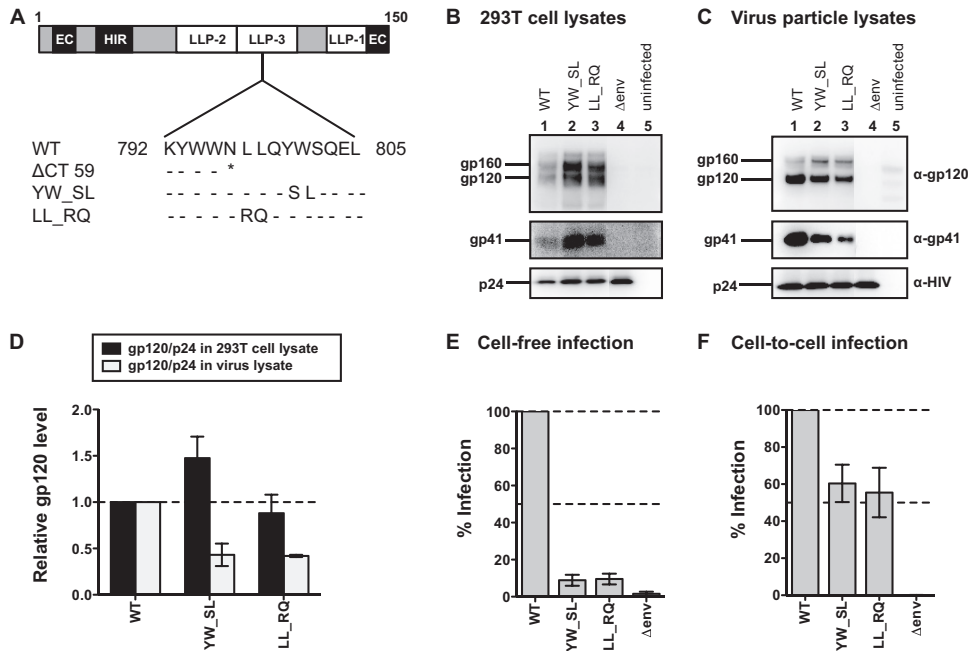 A
1 150
EC HIR LLP-2 LLP-3 LLP-1 EC
WT 792 KYWWNLLQYWSQEL 805
ΔCT 59 - - - - *
YW_SL - - - - - - - - S L - - - -
LL_RQ - - - - - RQ - - - - - - -
B 293T cell lysates
WT YW_SL LL_RQ Δenv uninfected
1 2 3 4 5
gp160
gp120
gp41
p24
C Virus particle lysates
WT YW_SL LL_RQ Δenv uninfected
1 2 3 4 5
gp160
gp120 α-gp120
gp41 α-gp41
p24 α-HIV
D
gp120/p24 in 293T cell lysate
gp120/p24 in virus lysate
Relative gp120 level
2.0
1.5
1.0
0.5
0.0
WT YW_SL LL_RQ
E Cell-free infection
% Infection
100
80
60
40
20
0
WT YW_SL LL_RQ Δenv
F Cell-to-cell infection
% Infection
100
80
60
40
20
0
WT YW_SL LL_RQ Δenv